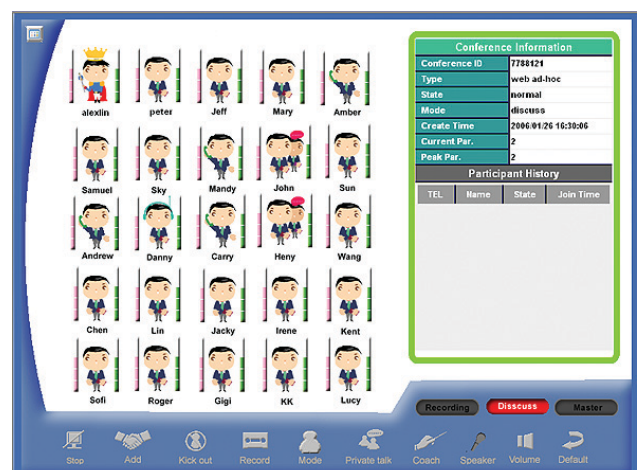 alexlin peter Jeff Mary Amber
Samuel Sky Mandy John Sun
Andrew Danny Carry Heny Wang
Chen Lin Jacky Irene Kent
Sofi Roger Gigi KK Lucy
Conference Information
Conference ID 7788121
Type web ad-hoc
State normal
Mode discuss
Create Time 2006/01/26 16:30:06
Current Par. 2
Peak Par. 2
Participant History
TEL Name State Join Time
Recording Disscuss Master
Stop Add Kick out Record Mode Private talk Coach Speaker Volume Default